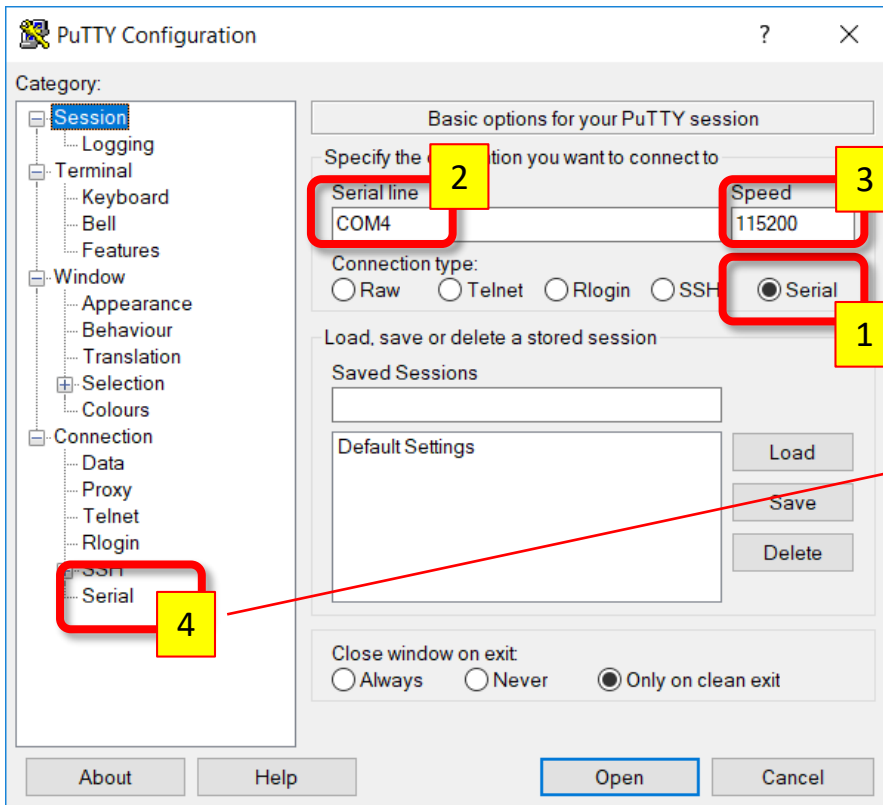 PuTTY Configuration
?
Category:
Session
Logging
Terminal
Keyboard
Bell
Features
Window
Appearance
Behaviour
Translation
Selection
Colours
Connection
Data
Proxy
Telnet
Rlogin
SSH
Serial
4
Basic options for your PuTTY session
Specify the you want to connect to
2
3
Serial line Speed
COM4 115200
Connection type:
Raw Telnet Rlogin SSH Serial
1
Load, save or delete a stored session
Saved Sessions
Default Settings
Load
Save
Delete
Close window on exit:
Always Never Only on clean exit
About Help Open Cancel